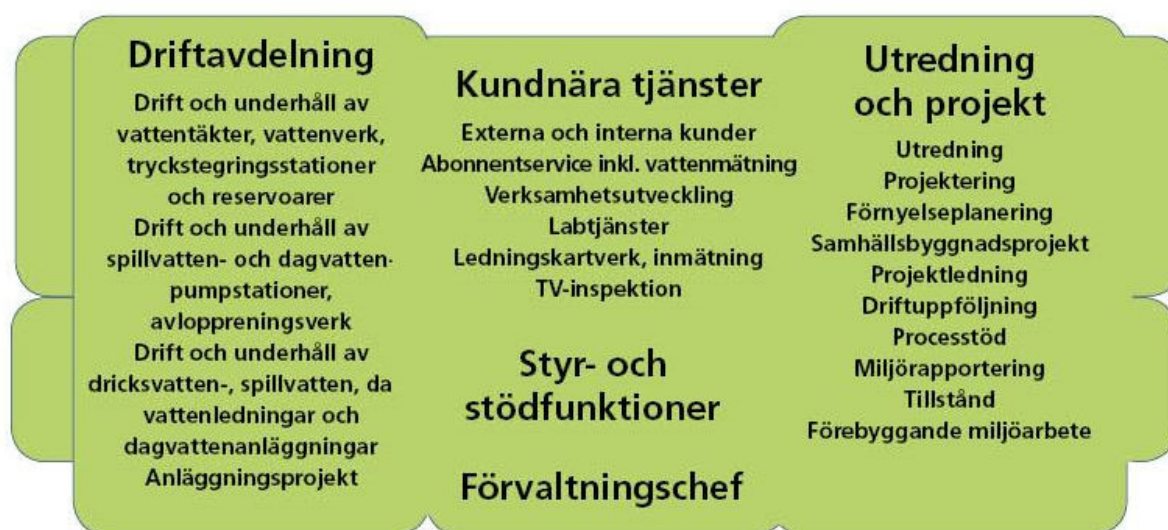 Driftavdelning
Drift och underhåll av
vattentäkter, vattenverk,
tryckstegringsstationer
och reservoarer
Drift och underhåll av
spillvatten- och dagvatten-
pumpstationer,
avloppreningsverk
Drift och underhåll av
dricksvatten-, spillvatten, da
vattenledningar och
dagvattenanläggningar
Anläggningsprojekt
Kundnära tjänster
Externa och interna kunder
Abonnentservice inkl. vattenmätning
Verksamhetsutveckling
Labtjänster
Ledningskartverk, inmätning
TV-inspektion
Styr- och
stödfunktioner
Förvaltningschef
Utredning
och projekt
Utredning
Projektering
Förnyelseplanering
Samhällsbyggnadsprojekt
Projektledning
Driftuppföljning
Processtöd
Miljörapportering
Tillstånd
Förebyggande miljöarbete